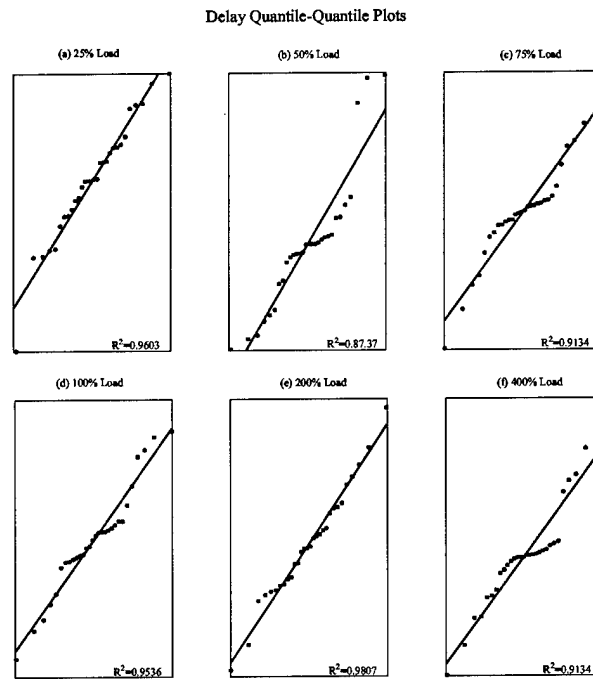 Delay Quantile-Quantile Plots
(a) 25% Load
(b) 50% Load
(c) 75% Load
R²=0.9603
R²=0.87.37
R²=0.9134
(d) 100% Load
(e) 200% Load
(f) 400% Load
R²=0.9536
R²=0.9807
R²=0.9134